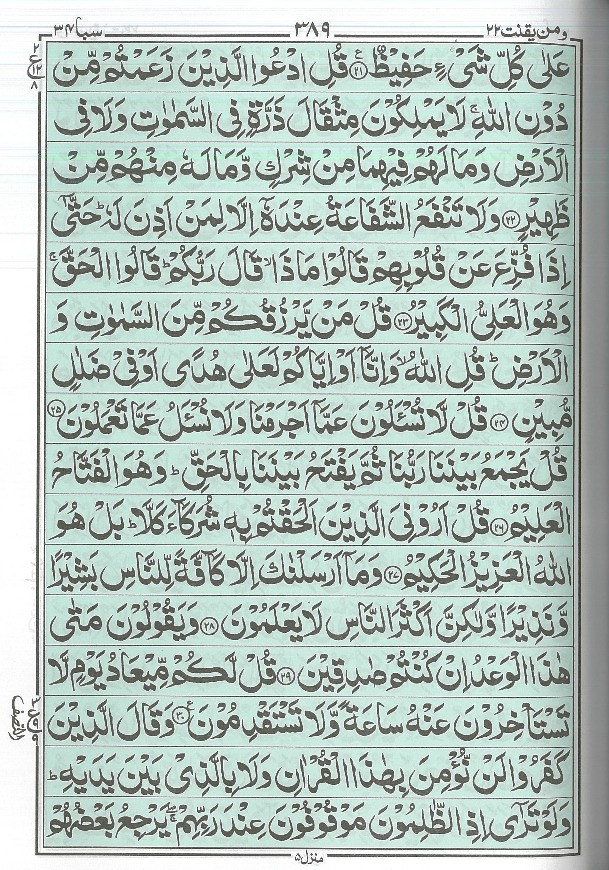 ومن يقنت ٢٢ ٣٨٩ سبا ٣٤
عَلٰى كُلِّ شَیْءٍ حَفِيْظٌ ﴿٢١﴾ قُلِ ادْعُوا الَّذِيْنَ زَعَمْتُمْ مِّنْ
دُوْنِ اللّٰهِ ۚ لَا يَمْلِكُوْنَ مِثْقَالَ ذَرَّةٍ فِى السَّمٰوٰتِ وَلَا فِى
الْاَرْضِ وَمَا لَهُمْ فِيْهِمَا مِنْ شِرْكٍ وَّمَا لَهٗ مِنْهُمْ مِّنْ
ظَهِيْرٍ ﴿٢٢﴾ وَلَا تَنْفَعُ الشَّفَاعَةُ عِنْدَهٗۤ اِلَّا لِمَنْ اَذِنَ لَهٗ ؕ حَتّٰۤى
اِذَا فُزِّعَ عَنْ قُلُوْبِهِمْ قَالُوْا مَاذَا ۙ قَالَ رَبُّكُمْ ؕ قَالُوا الْحَقَّ ۚ
وَهُوَ الْعَلِىُّ الْكَبِيْرُ ﴿٢٣﴾ قُلْ مَنْ يَّرْزُقُكُمْ مِّنَ السَّمٰوٰتِ وَ
الْاَرْضِ ؕ قُلِ اللّٰهُ ۙ وَاِنَّاۤ اَوْ اِيَّاكُمْ لَعَلٰى هُدًى اَوْ فِىْ ضَلٰلٍ
مُّبِيْنٍ ﴿٢٤﴾ قُلْ لَّا تُسْـَٔلُوْنَ عَمَّاۤ اَجْرَمْنَا وَلَا نُسْـَٔلُ عَمَّا تَعْمَلُوْنَ ﴿٢٥﴾
قُلْ يَجْمَعُ بَيْنَنَا رَبُّنَا ثُمَّ يَفْتَحُ بَيْنَنَا بِالْحَقِّ ؕ وَهُوَ الْفَتَّاحُ
الْعَلِيْمُ ﴿٢٦﴾ قُلْ اَرُوْنِىَ الَّذِيْنَ اَلْحَقْتُمْ بِهٖ شُرَكَآءَ كَلَّا ؕ بَلْ هُوَ
اللّٰهُ الْعَزِيْزُ الْحَكِيْمُ ﴿٢٧﴾ وَمَاۤ اَرْسَلْنٰكَ اِلَّا كَآفَّةً لِّلنَّاسِ بَشِيْرًا
وَّنَذِيْرًا وَّلٰكِنَّ اَكْثَرَ النَّاسِ لَا يَعْلَمُوْنَ ﴿٢٨﴾ وَيَقُوْلُوْنَ مَتٰى
هٰذَا الْوَعْدُ اِنْ كُنْتُمْ صٰدِقِيْنَ ﴿٢٩﴾ قُلْ لَّكُمْ مِّيْعَادُ يَوْمٍ لَّا
تَسْتَاْخِرُوْنَ عَنْهُ سَاعَةً وَّلَا تَسْتَقْدِمُوْنَ ﴿٣٠﴾ وَقَالَ الَّذِيْنَ
كَفَرُوْا لَنْ نُّؤْمِنَ بِهٰذَا الْقُرْاٰنِ وَلَا بِالَّذِىْ بَيْنَ يَدَيْهِ ؕ
وَلَوْ تَرٰۤى اِذِ الظّٰلِمُوْنَ مَوْقُوْفُوْنَ عِنْدَ رَبِّهِمْ ۖۚ يَرْجِعُ بَعْضُهُمْ
منزل ٥